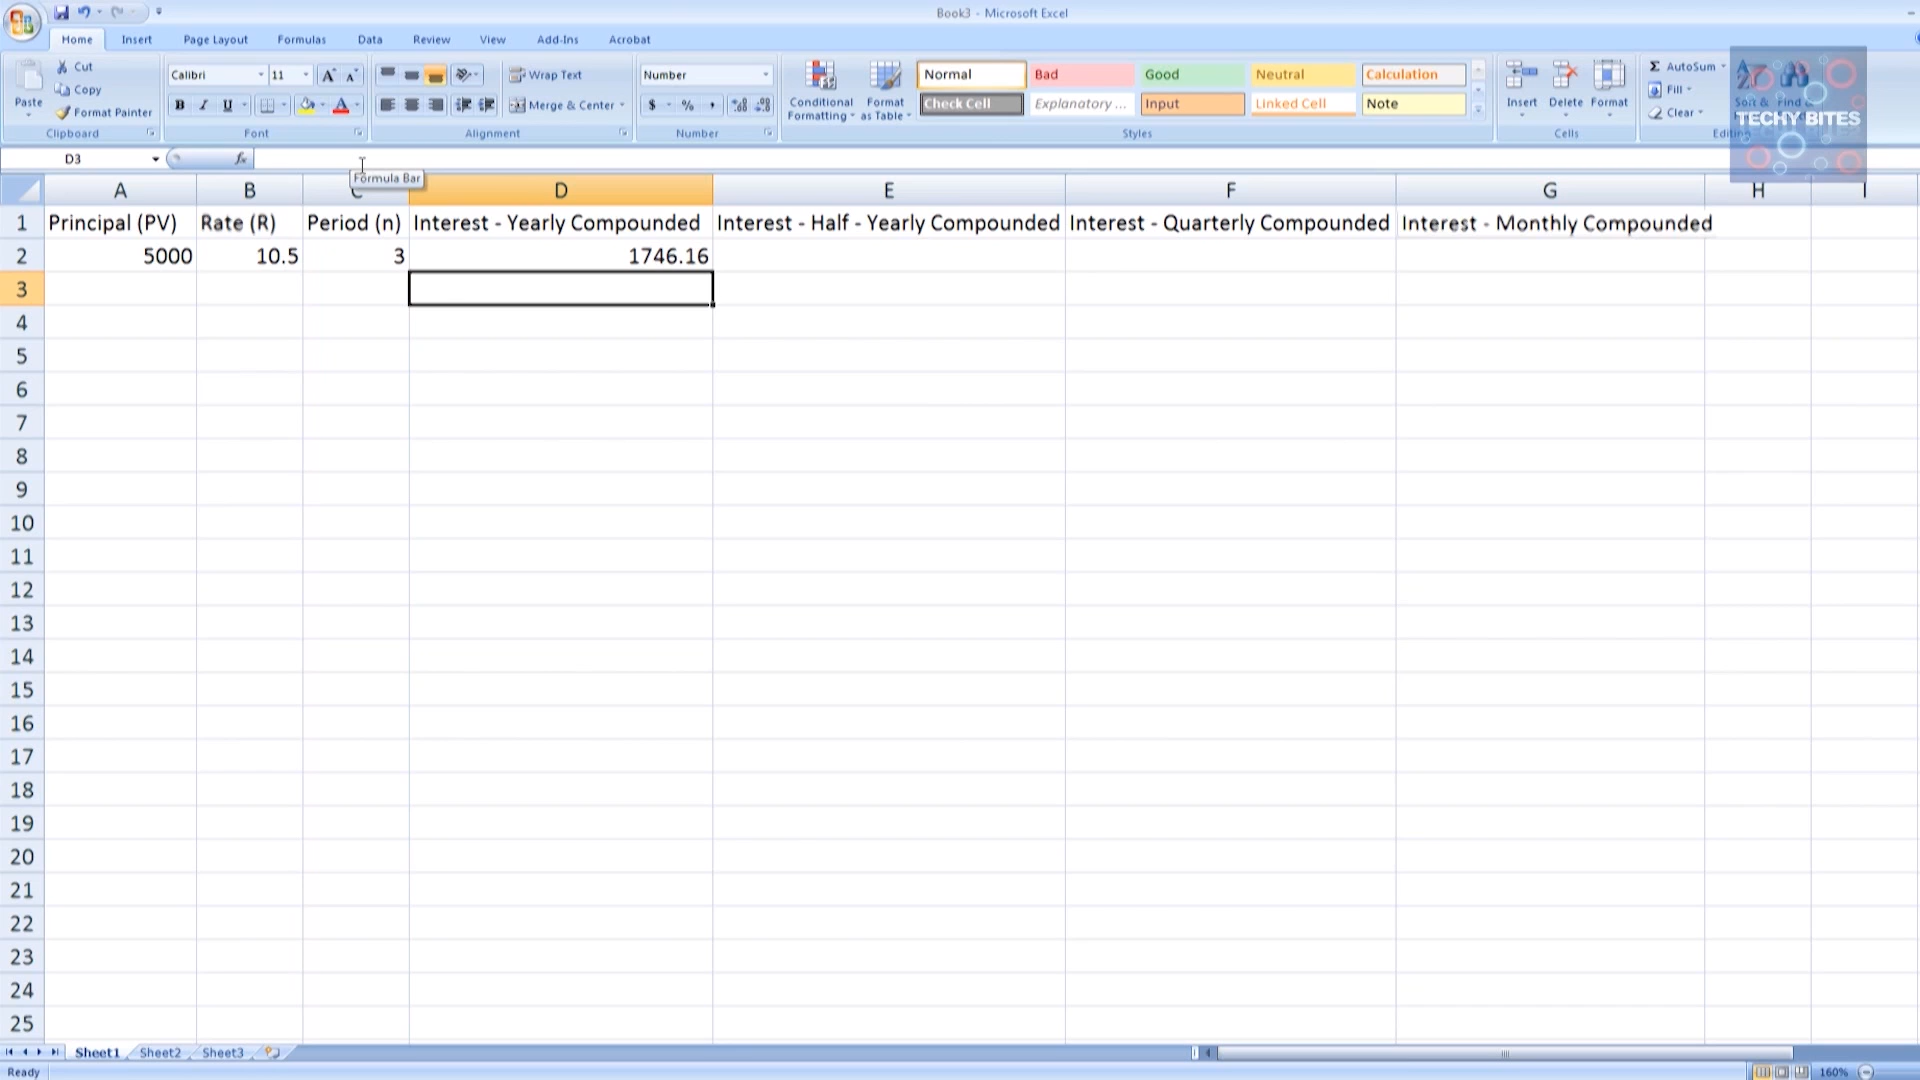 Book3 - Microsoft Excel
Home Insert Page Layout Formulas Data Review View Add-Ins Acrobat
Cut
Copy
Format Painter
Paste
Clipboard
Calibri 11
B I U
Font
Wrap Text
Merge & Center
Alignment
Number
$ % ,
Number
Conditional Formatting
Format as Table
Normal Bad Good Neutral Calculation
Check Cell Explanatory ... Input Linked Cell Note
Styles
Insert Delete Format
Cells
Σ AutoSum
Fill
Clear
Sort & Find
TECHY BITES
D3 fx
Formula Bar
A B C D E F G H I
1 Principal (PV) Rate (R) Period (n) Interest - Yearly Compounded Interest - Half - Yearly Compounded Interest - Quarterly Compounded Interest - Monthly Compounded
2 5000 10.5 3 1746.16
3
4
5
6
7
8
9
10
11
12
13
14
15
16
17
18
19
20
21
22
23
24
25
Sheet1 Sheet2 Sheet3
Ready 160%